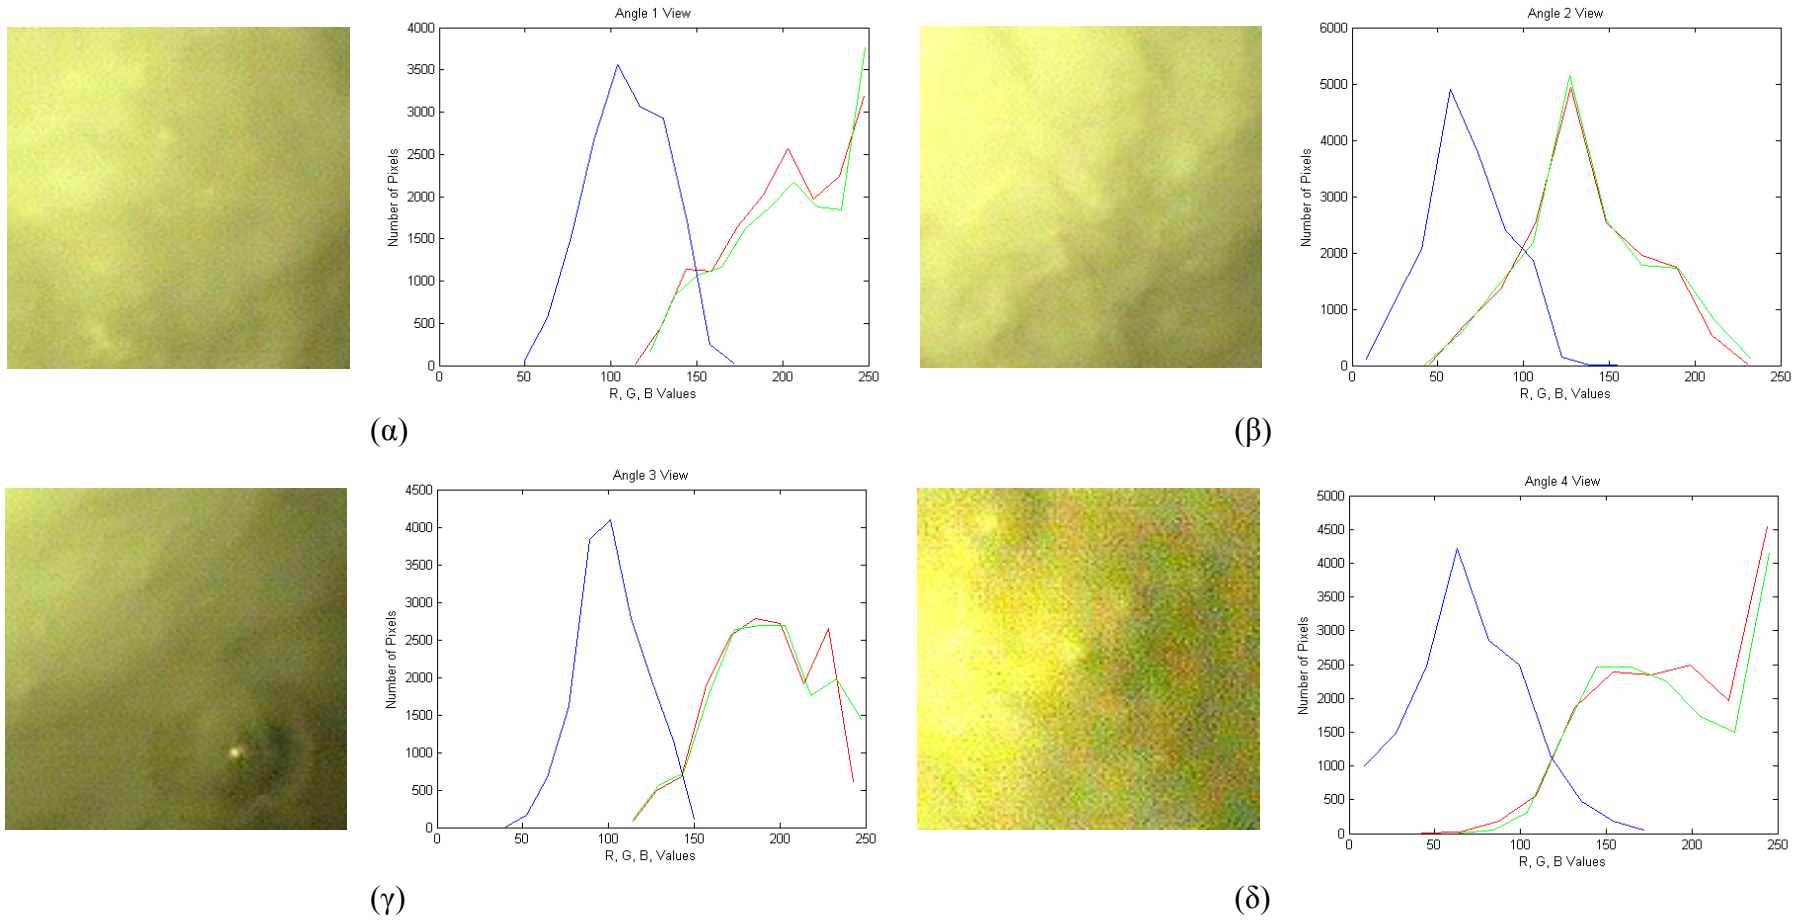 Angle 1 View
4000
3500
3000
2500
2000
1500
1000
500
0
Number of Pixels
0 50 100 150 200 250
R, G, B Values
(α)
Angle 2 View
6000
5000
4000
3000
2000
1000
0
Number of Pixels
0 50 100 150 200 250
R, G, B, Values
(β)
Angle 3 View
4500
4000
3500
3000
2500
2000
1500
1000
500
0
Number of Pixels
0 50 100 150 200 250
R, G, B, Values
(γ)
Angle 4 View
5000
4500
4000
3500
3000
2500
2000
1500
1000
500
0
Number of Pixels
0 50 100 150 200 250
R, G, B Values
(δ)